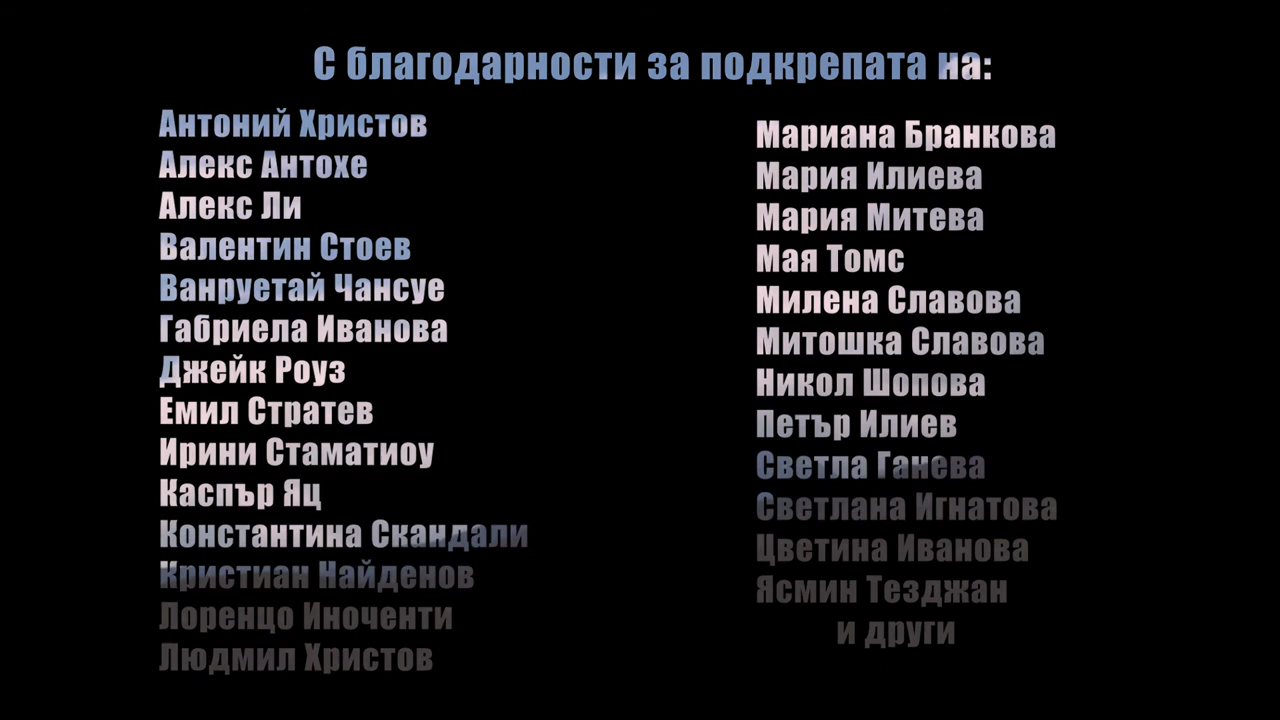 С благодарности за подкрепата на:
Антоний Христов
Алекс Антохе
Алекс Ли
Валентин Стоев
Ванруетай Чансуе
Габриела Иванова
Джейк Роуз
Емил Стратев
Ирини Стаматиоу
Каспър Яц
Константина Скандали
Кристиан Найденов
Лоренцо Иноченти
Людмил Христов
Мариана Бранкова
Мария Илиева
Мария Митева
Мая Томс
Милена Славова
Митошка Славова
Никол Шопова
Петър Илиев
Светла Ганева
Светлана Игнатова
Цветина Иванова
Ясмин Тезджан
и други